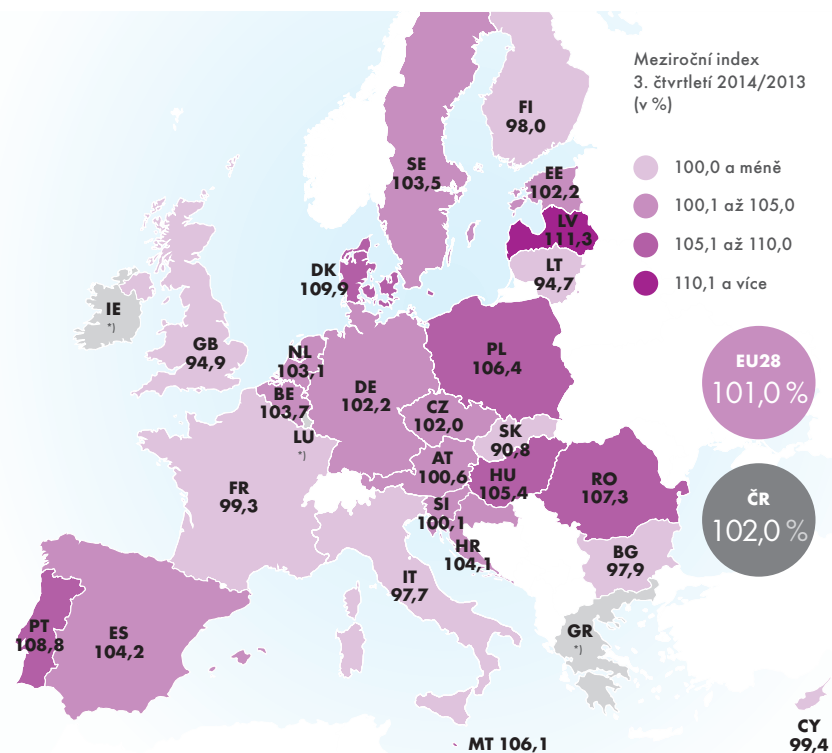 Meziroční index
3. čtvrtletí 2014/2013
(v %)
100,0 a méně
100,1 až 105,0
105,1 až 110,0
110,1 a více
EU28
101,0 %
ČR
102,0 %
FI
98,0
SE
103,5
EE
102,2
LV
111,3
LT
94,7
DK
109,9
IE
*)
GB
94,9
NL
103,1
BE
103,7
LU
*)
DE
102,2
PL
106,4
CZ
102,0
SK
90,8
AT
100,6
HU
105,4
RO
107,3
FR
99,3
SI
100,1
HR
104,1
BG
97,9
IT
97,7
GR
*)
PT
108,8
ES
104,2
MT 106,1
CY
99,4